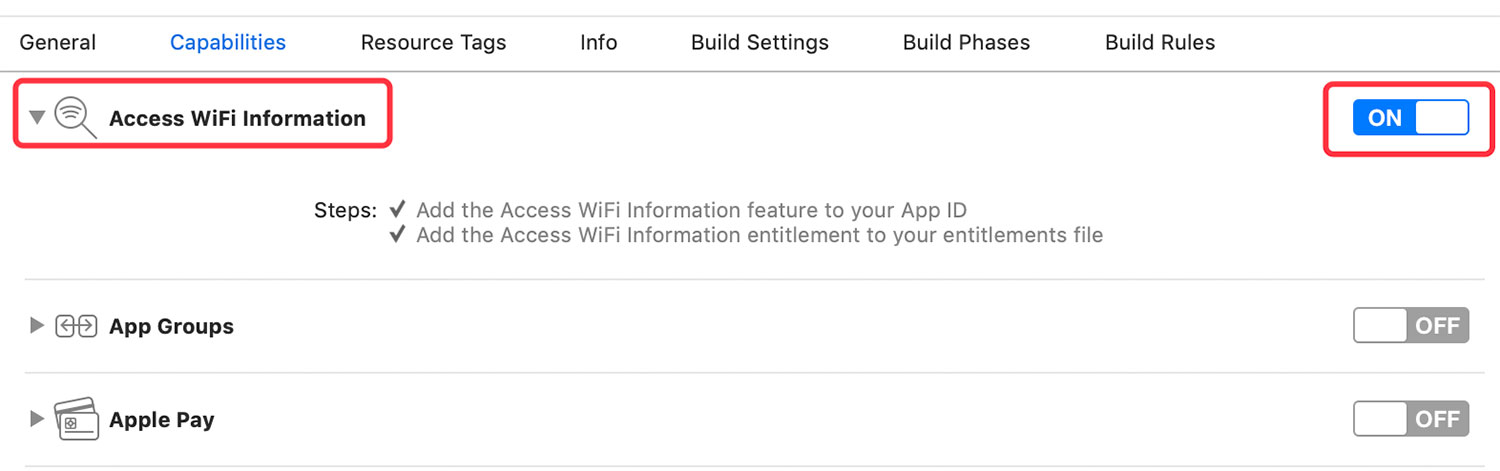 General Capabilities Resource Tags Info Build Settings Build Phases Build Rules
Access WiFi Information ON
Steps: ✓ Add the Access WiFi Information feature to your App ID
✓ Add the Access WiFi Information entitlement to your entitlements file
App Groups OFF
Apple Pay OFF